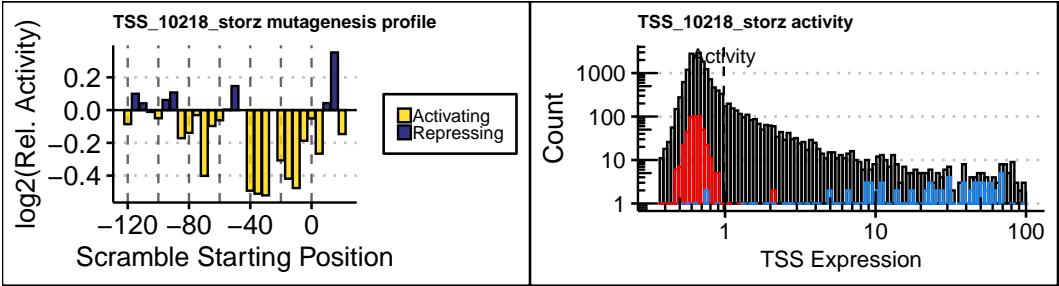 TSS_10218_storz mutagenesis profile
log2(Rel. Activity)
0.2
0.0
−0.2
−0.4
−120 −80 −40 0
Scramble Starting Position
Activating
Repressing
TSS_10218_storz activity
Activity
Count
1000
100
10
1
1 10 100
TSS Expression